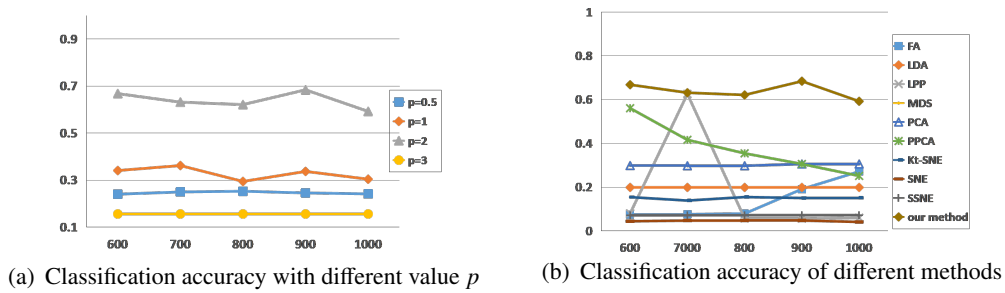 0.9
0.7
0.5
0.3
0.1
600 700 800 900 1000
p=0.5
p=1
p=2
p=3
(a) Classification accuracy with different value p
1
0.8
0.6
0.4
0.2
0
600 7000 800 900 1000
FA
LDA
LPP
MDS
PCA
PPCA
Kt-SNE
SNE
SSNE
our method
(b) Classification accuracy of different methods